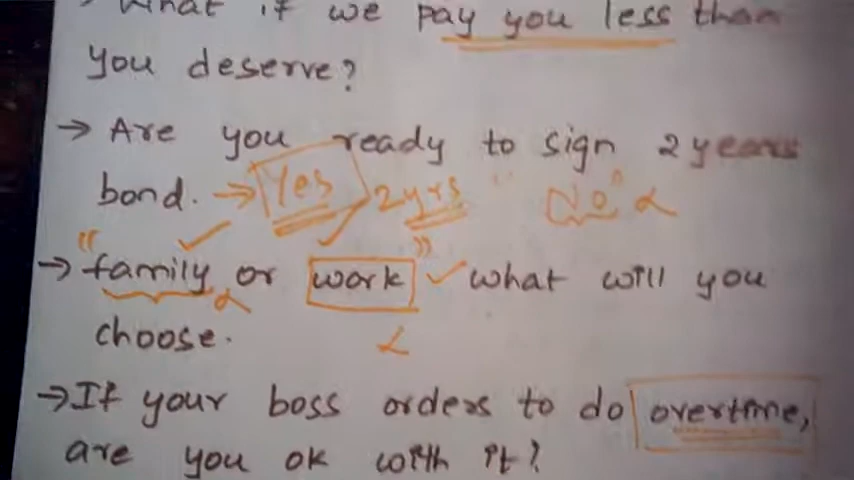 what if we pay you less than
you deserve?
→ Are you ready to sign 2 years
bond. → Yes 2yrs "No"
→ "family or work" what will you
choose.
→ If your boss orders to do overtime,
are you ok with it?